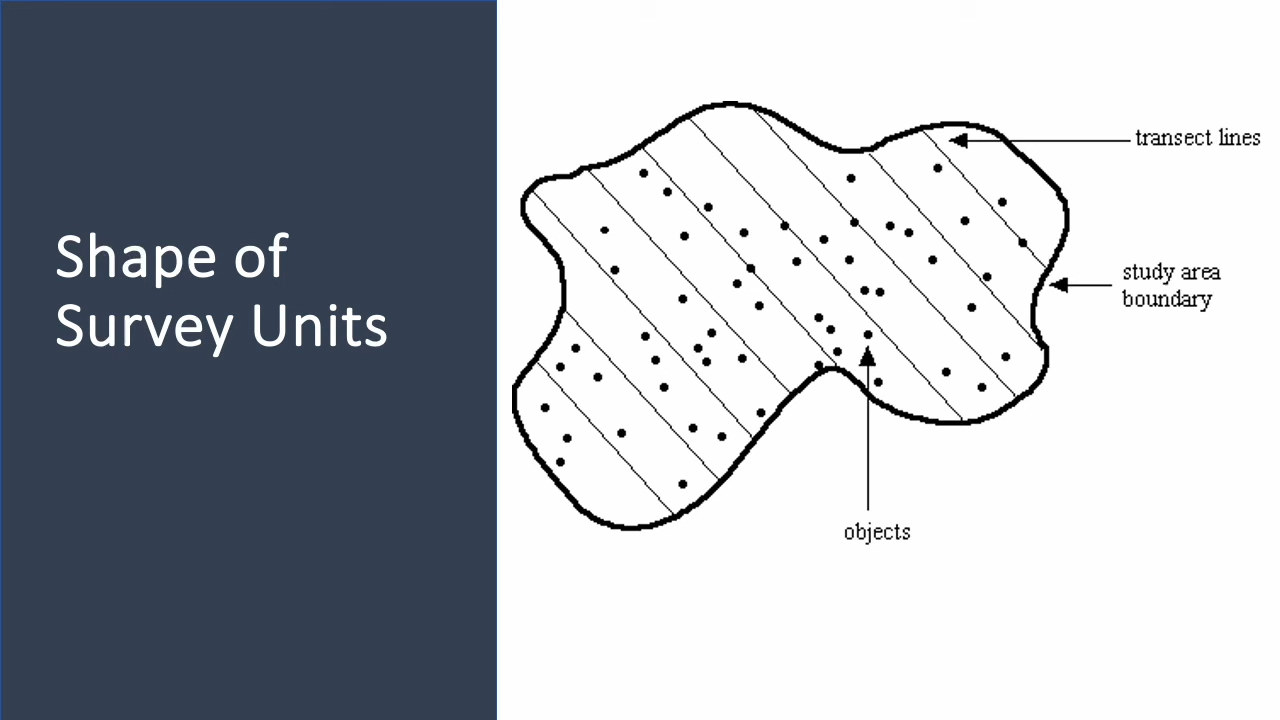 Shape of
Survey Units
transect lines
study area
boundary
objects